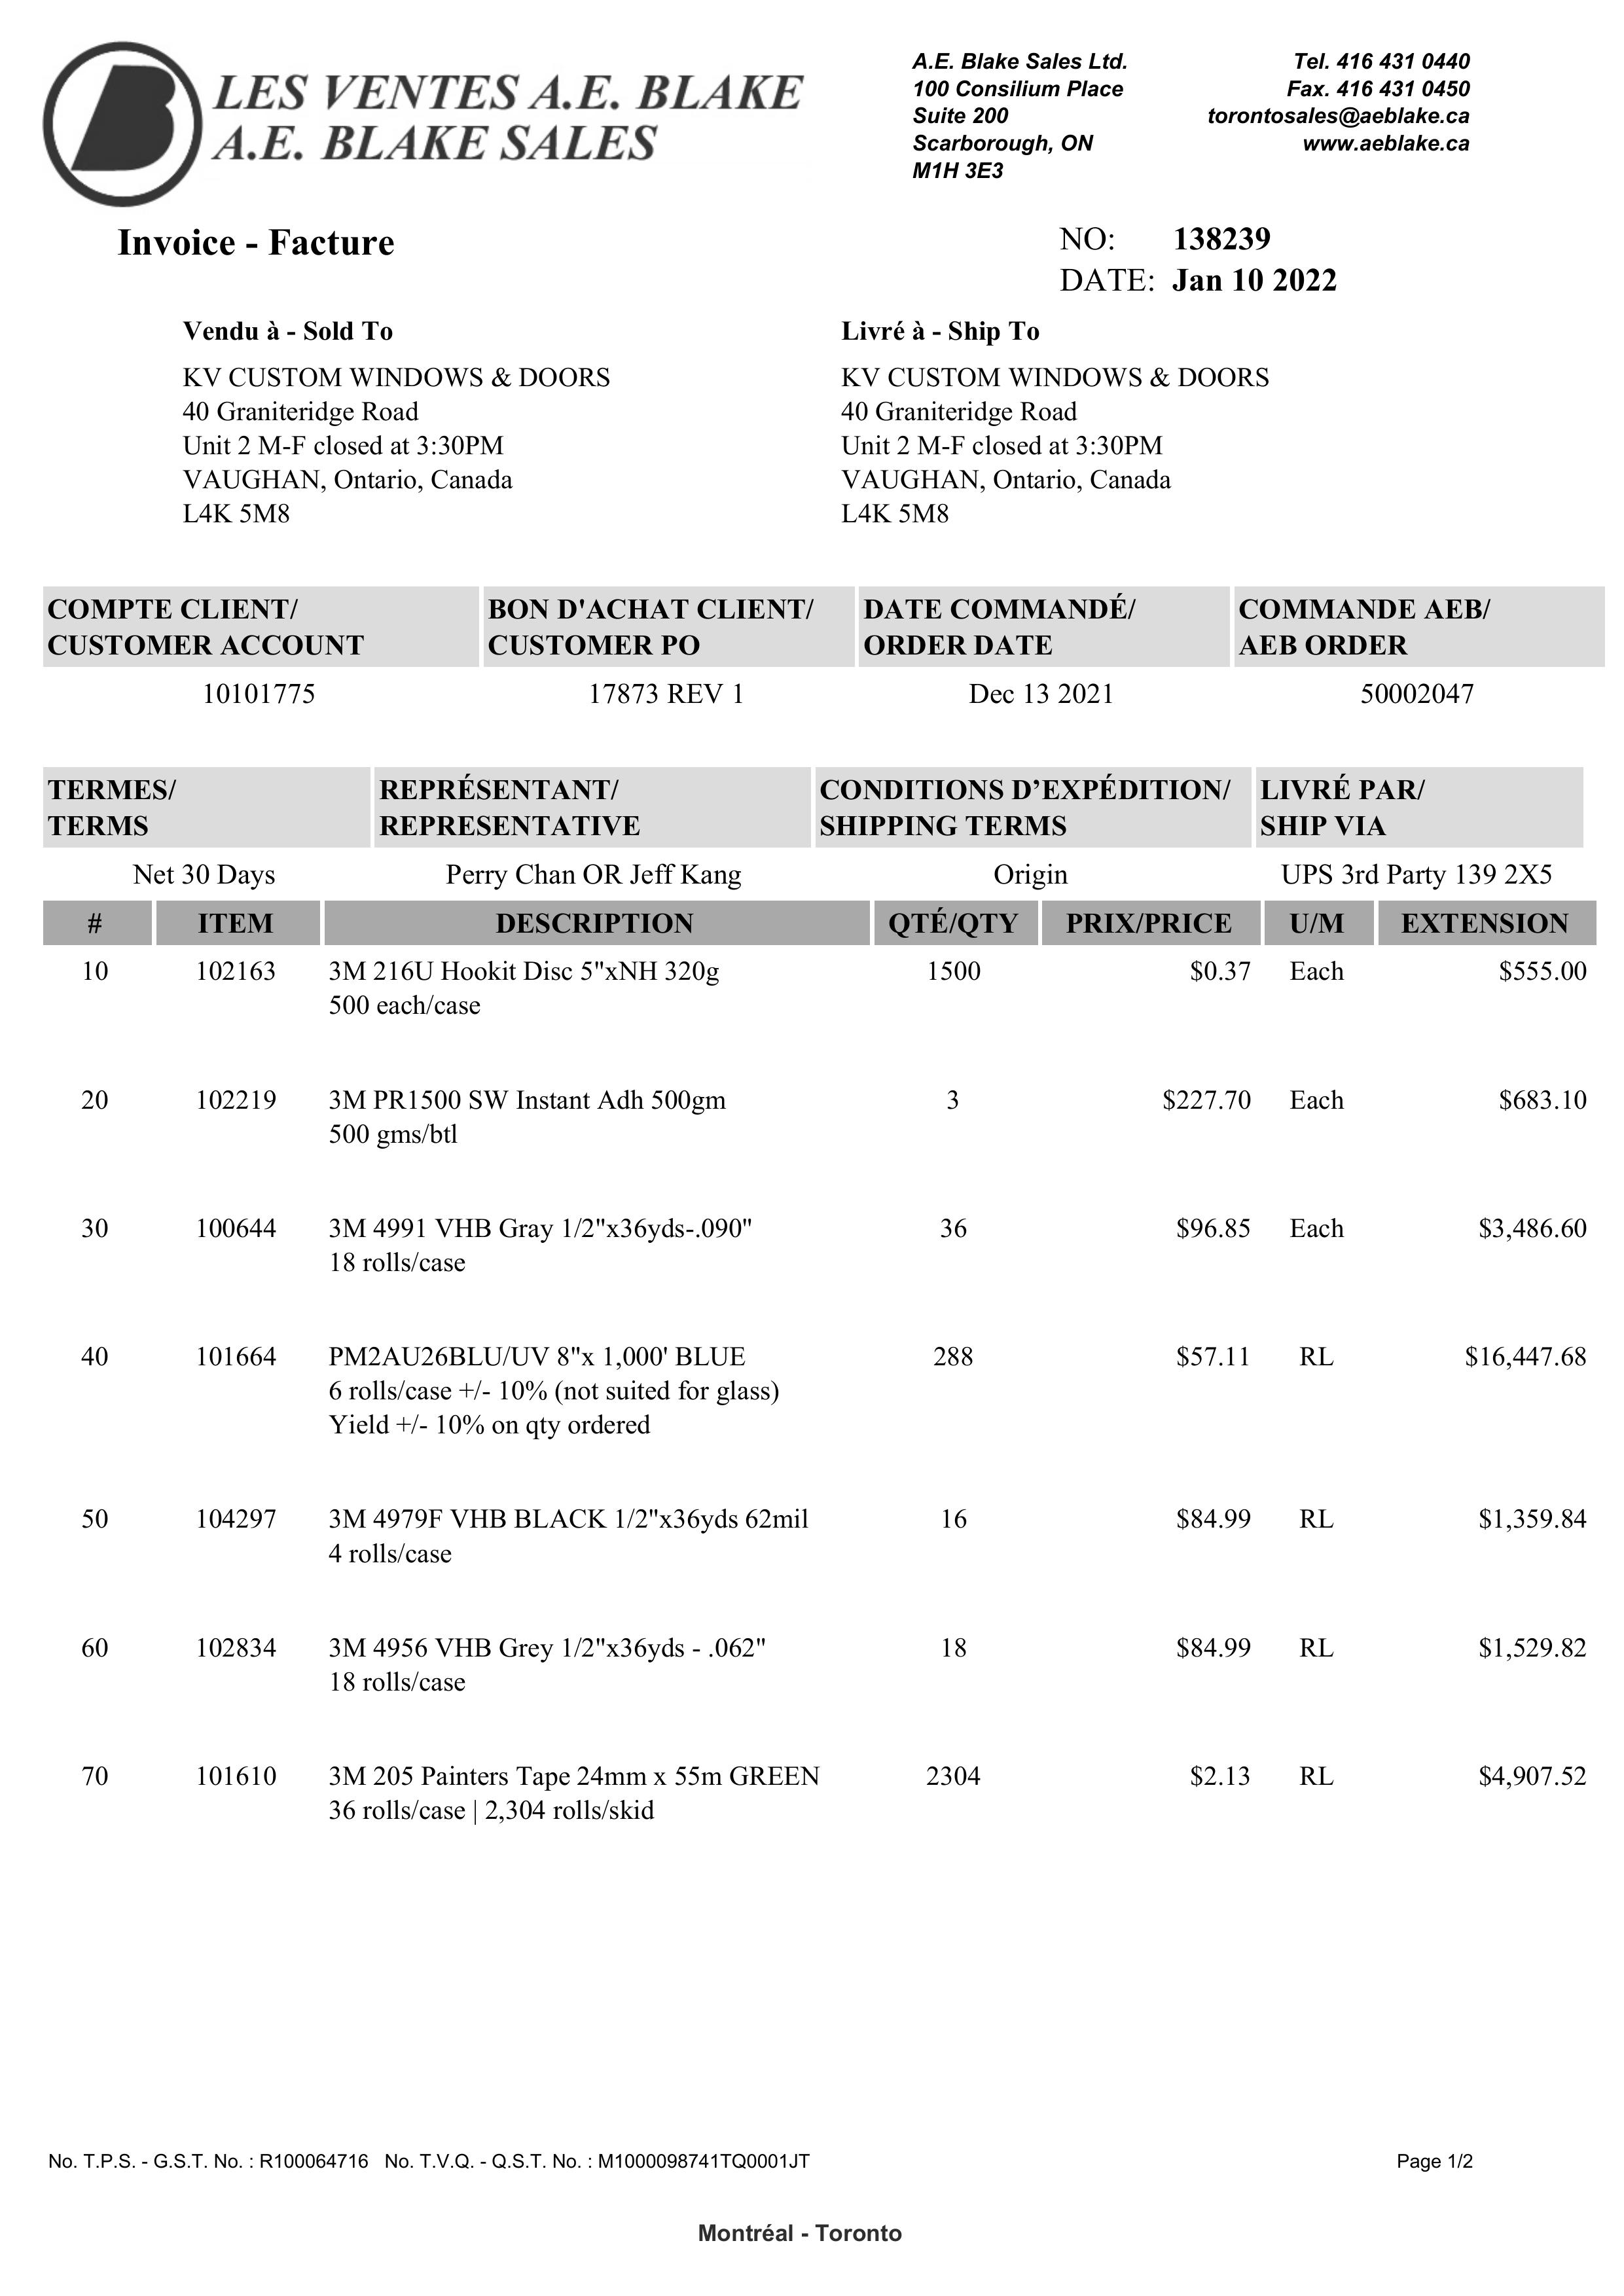 LES VENTES A.E. BLAKE
A.E. BLAKE SALES
A.E. Blake Sales Ltd.
100 Consilium Place
Suite 200
Scarborough, ON
M1H 3E3
Tel. 416 431 0440
Fax. 416 431 0450
torontosales@aeblake.ca
www.aeblake.ca
Invoice - Facture
NO: 138239
DATE: Jan 10 2022
Vendu à - Sold To
KV CUSTOM WINDOWS & DOORS
40 Graniteridge Road
Unit 2 M-F closed at 3:30PM
VAUGHAN, Ontario, Canada
L4K 5M8
Livré à - Ship To
KV CUSTOM WINDOWS & DOORS
40 Graniteridge Road
Unit 2 M-F closed at 3:30PM
VAUGHAN, Ontario, Canada
L4K 5M8
COMPTE CLIENT/ BON D'ACHAT CLIENT/ DATE COMMANDÉ/ COMMANDE AEB/
CUSTOMER ACCOUNT CUSTOMER PO ORDER DATE AEB ORDER
10101775 17873 REV 1 Dec 13 2021 50002047
TERMES/ REPRÉSENTANT/ CONDITIONS D’EXPÉDITION/ LIVRÉ PAR/
TERMS REPRESENTATIVE SHIPPING TERMS SHIP VIA
Net 30 Days Perry Chan OR Jeff Kang Origin UPS 3rd Party 139 2X5
# ITEM DESCRIPTION QTÉ/QTY PRIX/PRICE U/M EXTENSION
10 102163 3M 216U Hookit Disc 5"xNH 320g 1500 $0.37 Each $555.00
500 each/case
20 102219 3M PR1500 SW Instant Adh 500gm 3 $227.70 Each $683.10
500 gms/btl
30 100644 3M 4991 VHB Gray 1/2"x36yds-.090" 36 $96.85 Each $3,486.60
18 rolls/case
40 101664 PM2AU26BLU/UV 8"x 1,000' BLUE 288 $57.11 RL $16,447.68
6 rolls/case +/- 10% (not suited for glass)
Yield +/- 10% on qty ordered
50 104297 3M 4979F VHB BLACK 1/2"x36yds 62mil 16 $84.99 RL $1,359.84
4 rolls/case
60 102834 3M 4956 VHB Grey 1/2"x36yds - .062" 18 $84.99 RL $1,529.82
18 rolls/case
70 101610 3M 205 Painters Tape 24mm x 55m GREEN 2304 $2.13 RL $4,907.52
36 rolls/case | 2,304 rolls/skid
No. T.P.S. - G.S.T. No. : R100064716 No. T.V.Q. - Q.S.T. No. : M1000098741TQ0001JT Page 1/2
Montréal - Toronto